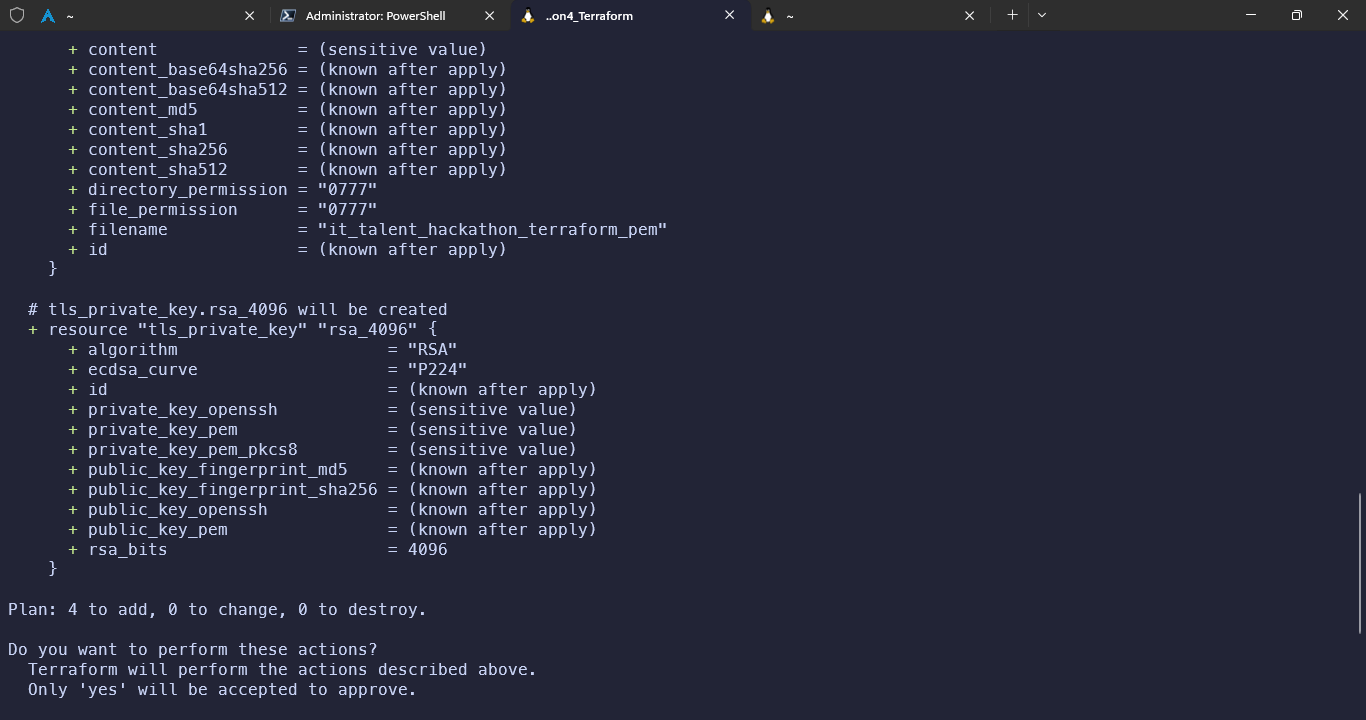 ~
Administrator: PowerShell
..on4_Terraform
~
+ content              = (sensitive value)
+ content_base64sha256 = (known after apply)
+ content_base64sha512 = (known after apply)
+ content_md5          = (known after apply)
+ content_sha1         = (known after apply)
+ content_sha256       = (known after apply)
+ content_sha512       = (known after apply)
+ directory_permission = "0777"
+ file_permission      = "0777"
+ filename             = "it_talent_hackathon_terraform_pem"
+ id                   = (known after apply)
}
# tls_private_key.rsa_4096 will be created
+ resource "tls_private_key" "rsa_4096" {
+ algorithm                     = "RSA"
+ ecdsa_curve                   = "P224"
+ id                            = (known after apply)
+ private_key_openssh           = (sensitive value)
+ private_key_pem               = (sensitive value)
+ private_key_pem_pkcs8         = (sensitive value)
+ public_key_fingerprint_md5    = (known after apply)
+ public_key_fingerprint_sha256 = (known after apply)
+ public_key_openssh            = (known after apply)
+ public_key_pem                = (known after apply)
+ rsa_bits                      = 4096
}
Plan: 4 to add, 0 to change, 0 to destroy.
Do you want to perform these actions?
Terraform will perform the actions described above.
Only 'yes' will be accepted to approve.